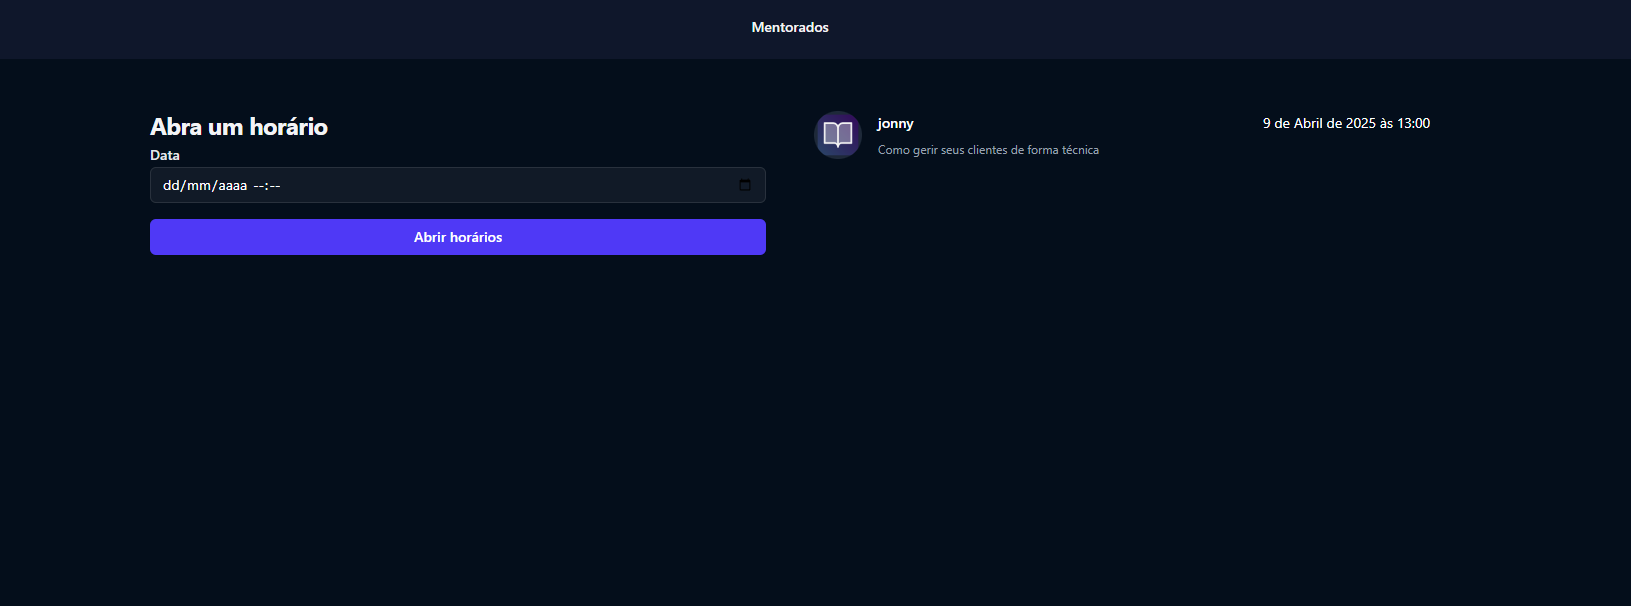 Mentorados
Abra um horário
Data
dd/mm/aaaa --:--
Abrir horários
jonny
9 de Abril de 2025 às 13:00
Como gerir seus clientes de forma técnica